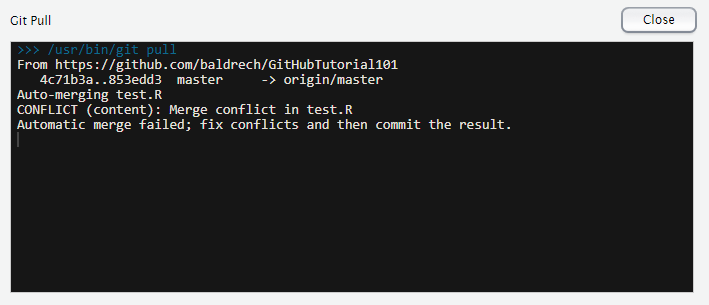 Git Pull
Close
>>> /usr/bin/git pull
From https://github.com/baldrech/GitHubTutorial101
   4c71b3a..853edd3  master     -> origin/master
Auto-merging test.R
CONFLICT (content): Merge conflict in test.R
Automatic merge failed; fix conflicts and then commit the result.